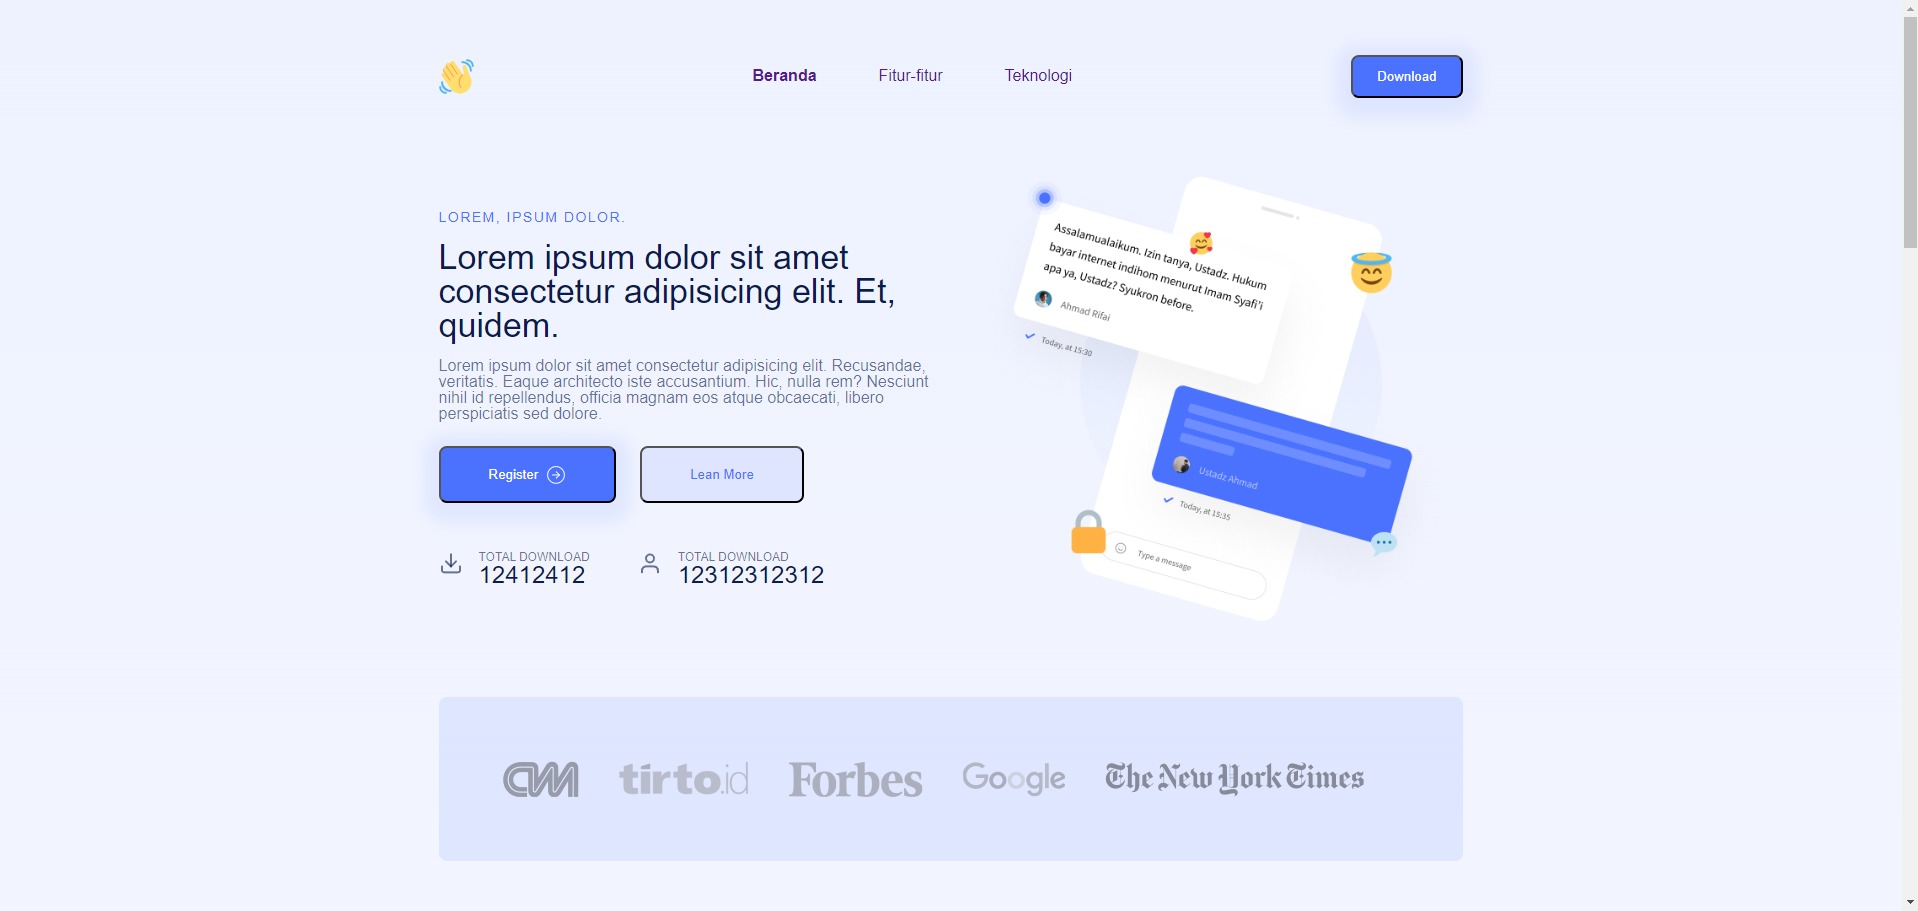 Beranda Fitur-fitur Teknologi Download
LOREM, IPSUM DOLOR.
Lorem ipsum dolor sit amet
consectetur adipisicing elit. Et,
quidem.
Lorem ipsum dolor sit amet consectetur adipisicing elit. Recusandae,
veritatis. Eaque architecto iste accusantium. Hic, nulla rem? Nesciunt
nihil id repellendus, officia magnam eos atque obcaecati, libero
perspiciatis sed dolore.
Register Lean More
TOTAL DOWNLOAD
12412412
TOTAL DOWNLOAD
12312312312
Assalamualaikum. Izin tanya, Ustadz. Hukum
bayar internet indihom menurut Imam Syafi'i
apa ya, Ustadz? Syukron before.
Ahmad Rifai
Today, at 15:30
Ustadz Ahmad
Today, at 15:35
Type a message
CNN tirto.id Forbes Google The New York Times